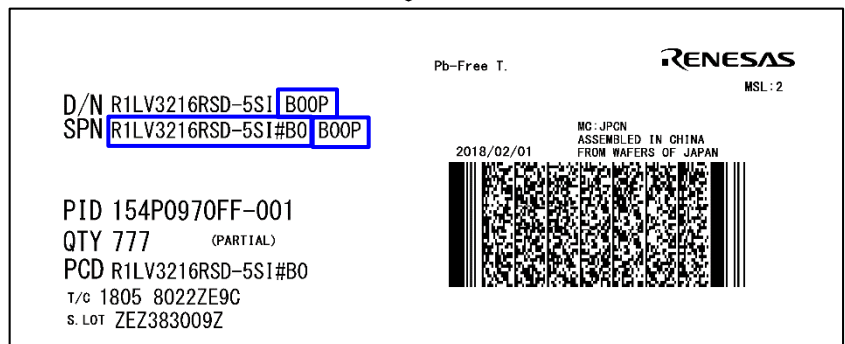 Pb-Free T.
RENESAS
MSL:2
D/N R1LV3216RSD-5SI B00P
SPN R1LV3216RSD-5SI#B0 B00P
MC:JPCN
ASSEMBLED IN CHINA
2018/02/01 FROM WAFERS OF JAPAN
PID 154P0970FF-001
QTY 777 (PARTIAL)
PCD R1LV3216RSD-5SI#B0
T/C 1805 8022ZE9C
S.LOT ZEZ383009Z